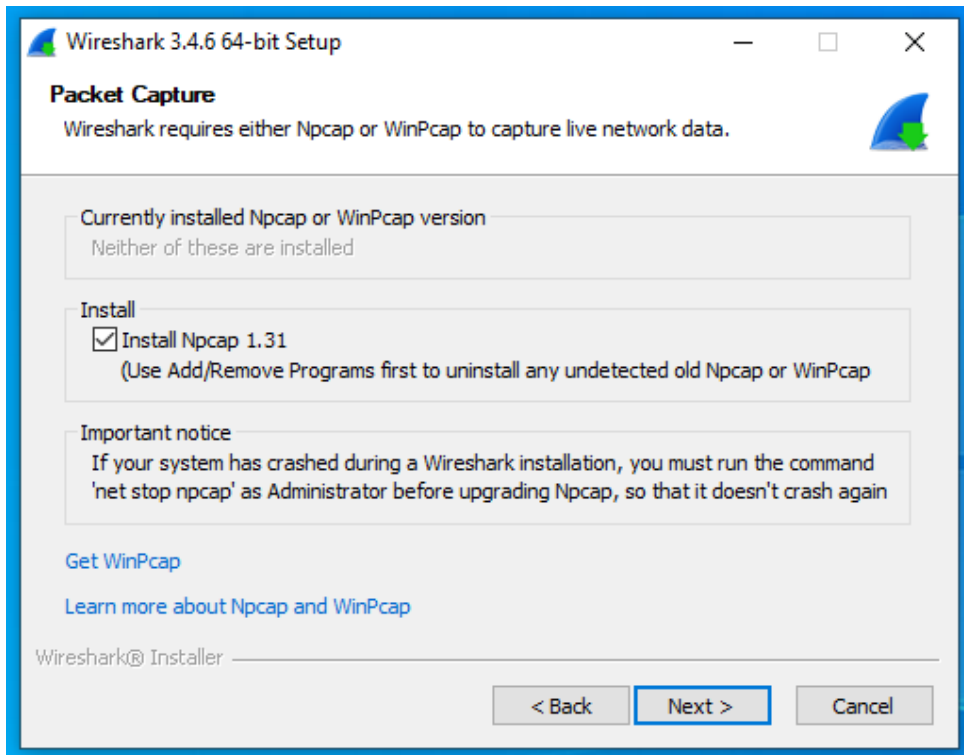 Wireshark 3.4.6 64-bit Setup
Packet Capture
Wireshark requires either Npcap or WinPcap to capture live network data.
Currently installed Npcap or WinPcap version
Neither of these are installed
Install
Install Npcap 1.31
(Use Add/Remove Programs first to uninstall any undetected old Npcap or WinPcap
Important notice
If your system has crashed during a Wireshark installation, you must run the command
'net stop npcap' as Administrator before upgrading Npcap, so that it doesn't crash again
Get WinPcap
Learn more about Npcap and WinPcap
Wireshark® Installer
< Back Next > Cancel